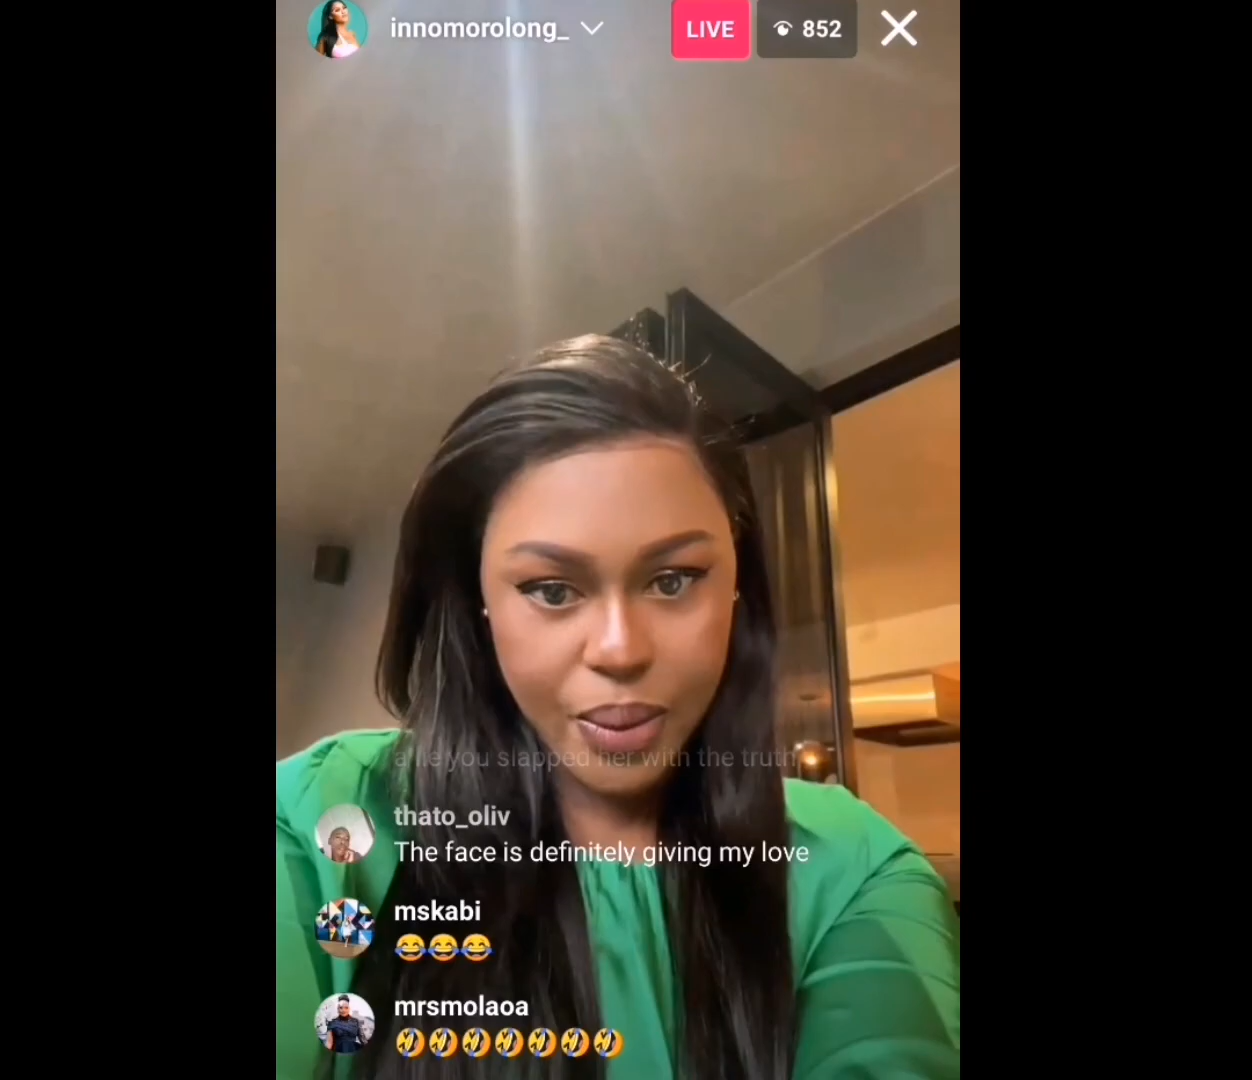 innomorolong_
LIVE
852
a lie you slapped her with the truth
thato_oliv
The face is definitely giving my love
mskabi
😂😂😂
mrsmolaoa
🤣🤣🤣🤣🤣🤣🤣